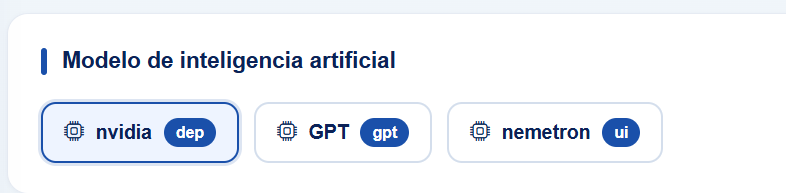 Modelo de inteligencia artificial
nvidia dep GPT gpt nemetron ui